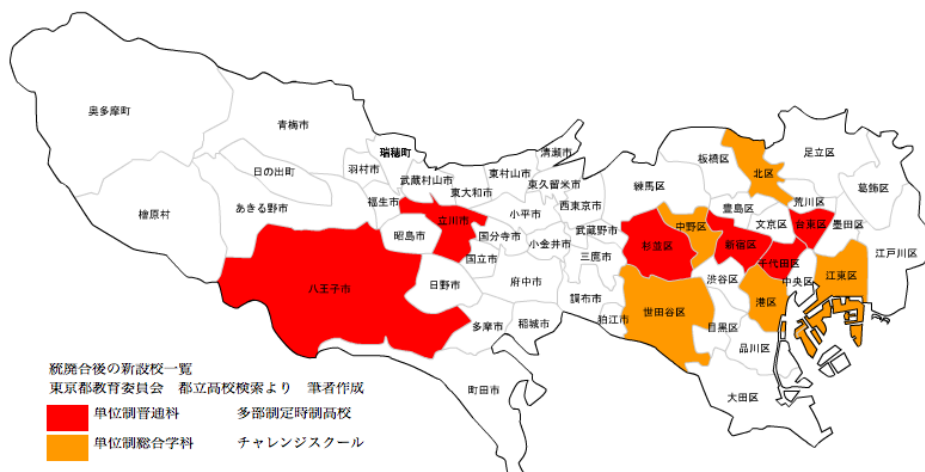 奥多摩町
青梅市
瑞穂町
清瀬市
足立区
板橋区
北区
日の出町
羽村市
武蔵村山市
東村山市
東久留米市
練馬区
葛飾区
東大和市
荒川区
福生市
西東京市
豊島区
檜原村
あきる野市
立川市
小平市
文京区
台東区
墨田区
昭島市
国分寺市
小金井市
武蔵野市
杉並区
中野区
新宿区
江戸川区
国立市
三鷹市
千代田区
八王子市
日野市
府中市
渋谷区
中央区
江東区
調布市
世田谷区
港区
多摩市
稲城市
狛江市
目黒区
品川区
町田市
大田区
統廃合後の新設校一覧
東京都教育委員会 都立高校検索より 筆者作成
単位制普通科 多部制定時制高校
単位制総合学科 チャレンジスクール